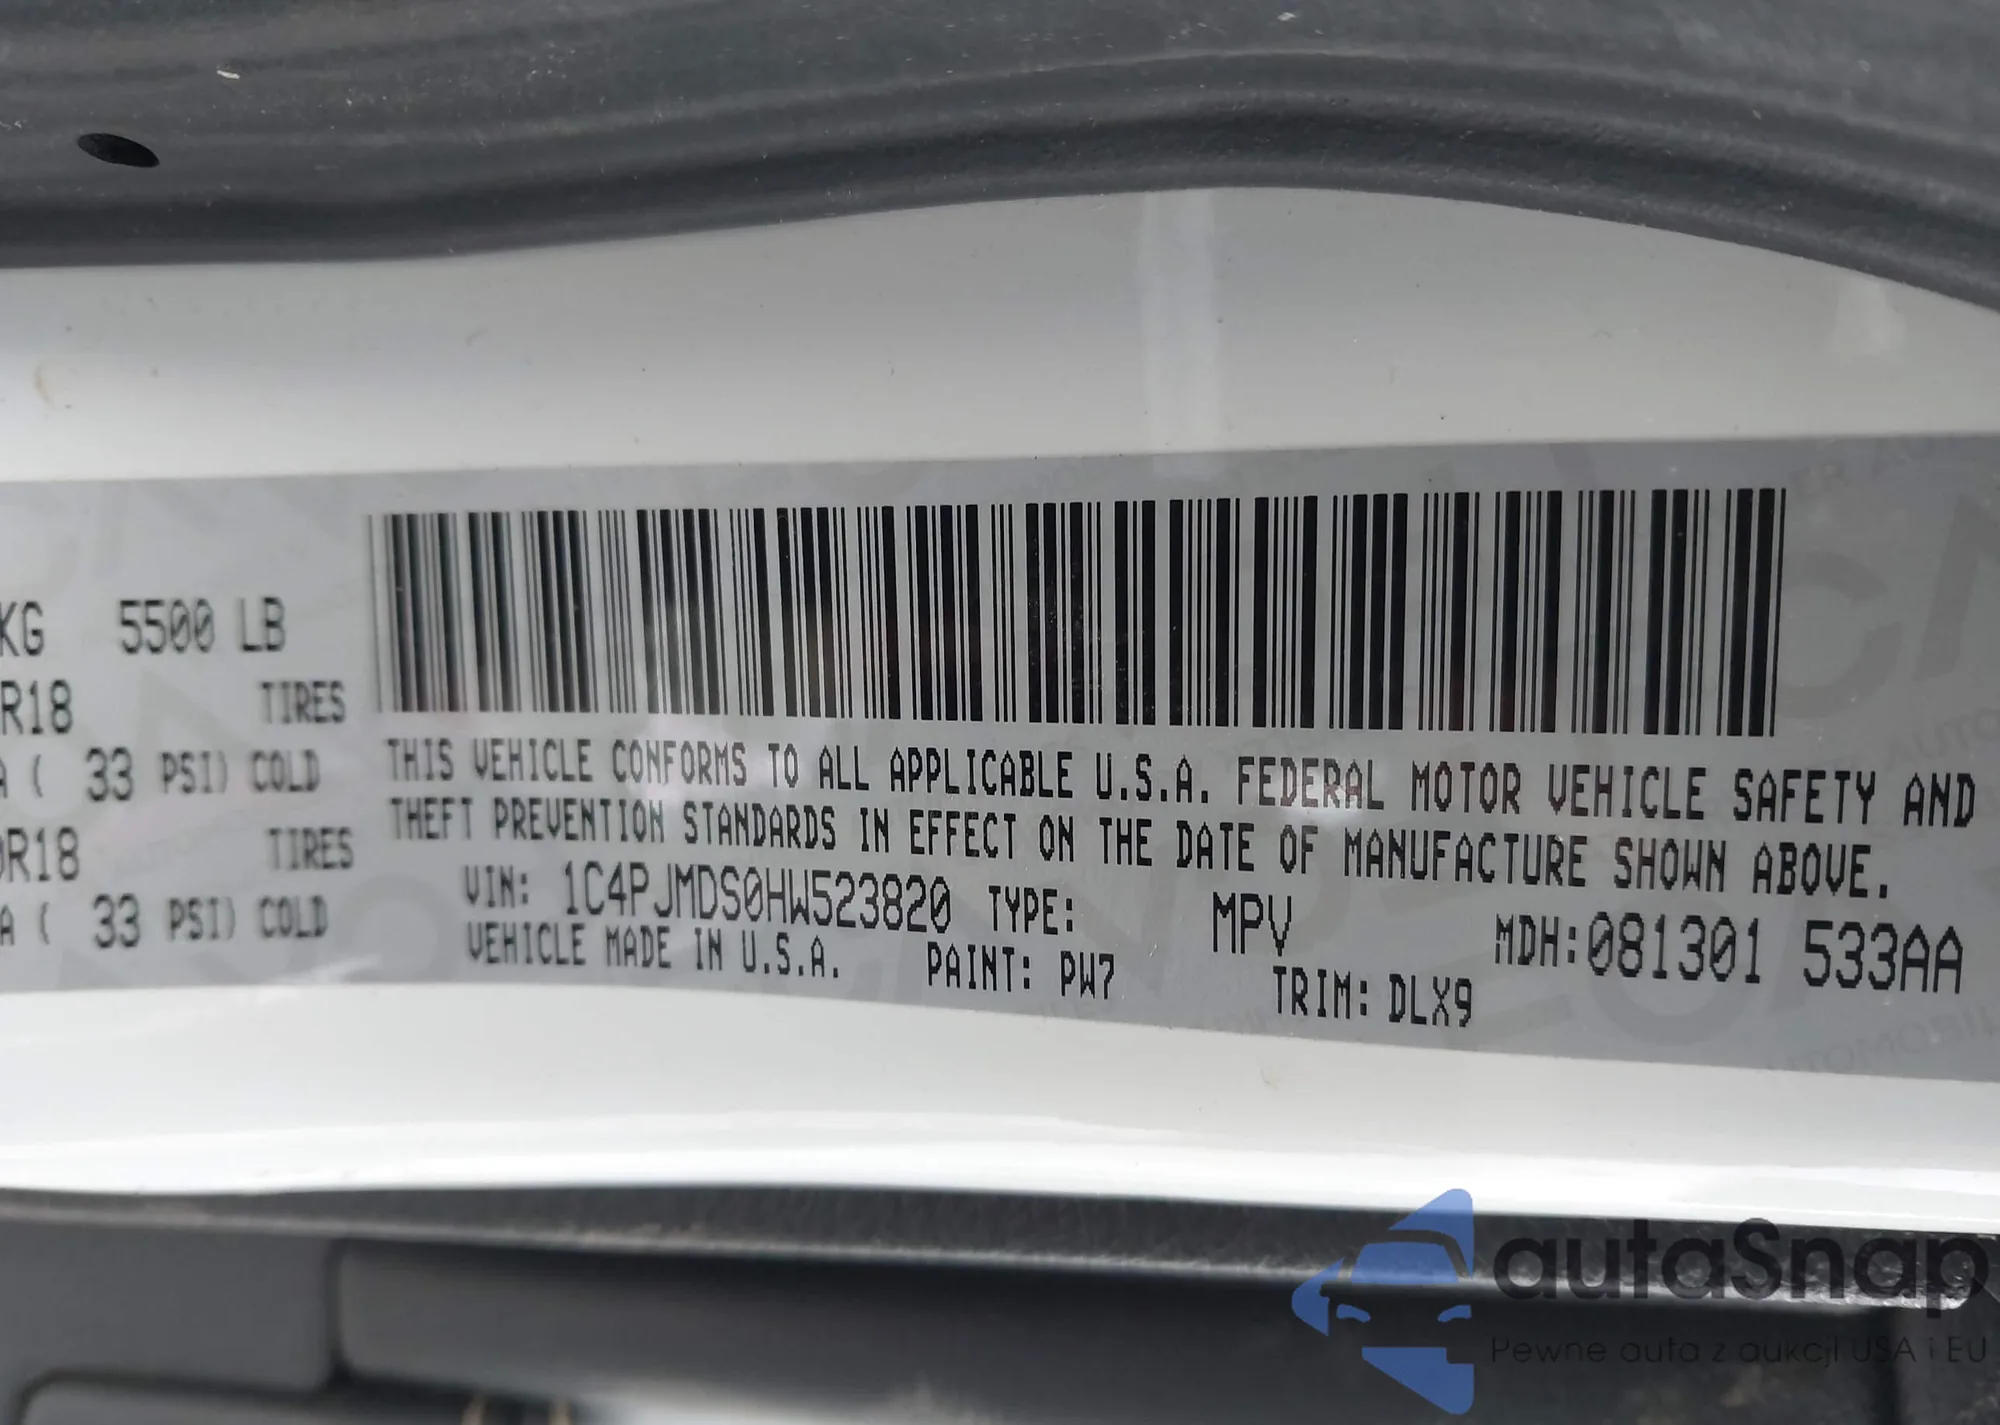 KG 5500 LB
R18 TIRES
A ( 33 PSI) COLD
0R18 TIRES
A ( 33 PSI) COLD
THIS VEHICLE CONFORMS TO ALL APPLICABLE U.S.A. FEDERAL MOTOR VEHICLE SAFETY AND
THEFT PREVENTION STANDARDS IN EFFECT ON THE DATE OF MANUFACTURE SHOWN ABOVE.
VIN: 1C4PJMDS0HW523820 TYPE: MPV MDH:081301 533AA
VEHICLE MADE IN U.S.A. PAINT: PW7 TRIM: DLX9
autaSnap
Pewne auta z aukcji USA i EU